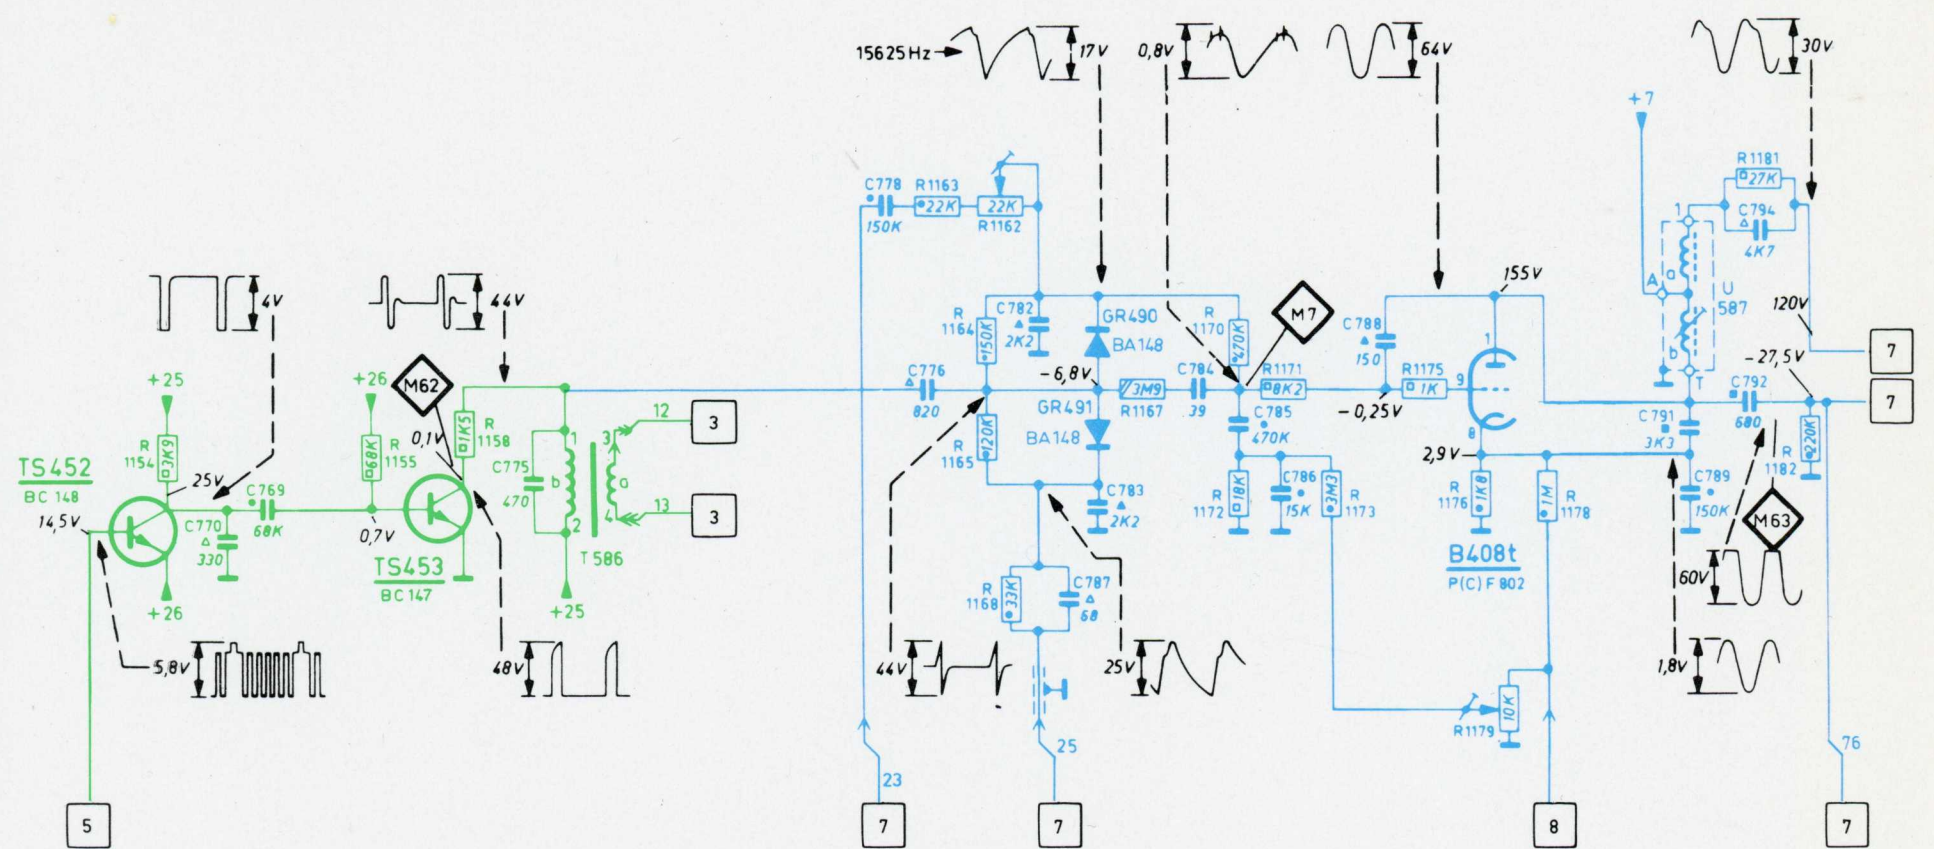 15625 Hz
17V
0,8V
64V
30V
+7
R1181
27K
C794
4K7
1
a
A
U
587
b
T
120V
-27,5V
7
7
C778
150K
R1163
22K
22K
R1162
4V
44V
155V
R
1164
150K
C782
2K2
GR490
BA148
R
1170
470K
M7
C788
150
1
+25
+26
M62
C776
820
-6,8V
3M9
R1167
C784
39
R1171
8K2
R1175
1K
9
C792
680
R
1154
3K9
R
1155
68K
0,1V
1K5
R
1158
12
3
GR491
BA148
R
1165
120K
C785
470K
-0,25V
C791
3K3
R
1182
220K
TS452
BC 148
25V
C769
68K
C775
470
1
b
2
3
a
4
13
3
2,9V
8
14,5V
C770
330
0,7V
C783
2K2
R
1172
18K
C786
15K
3M3
R
1173
R
1176
1K8
1M
R
1178
C789
150K
M63
TS453
BC 147
T 586
B408t
P(C)F 802
+26
+25
R
1168
33K
C787
68
60V
5,8V
48V
44V
25V
1,8V
10K
R1179
25
23
76
5
7
7
8
7